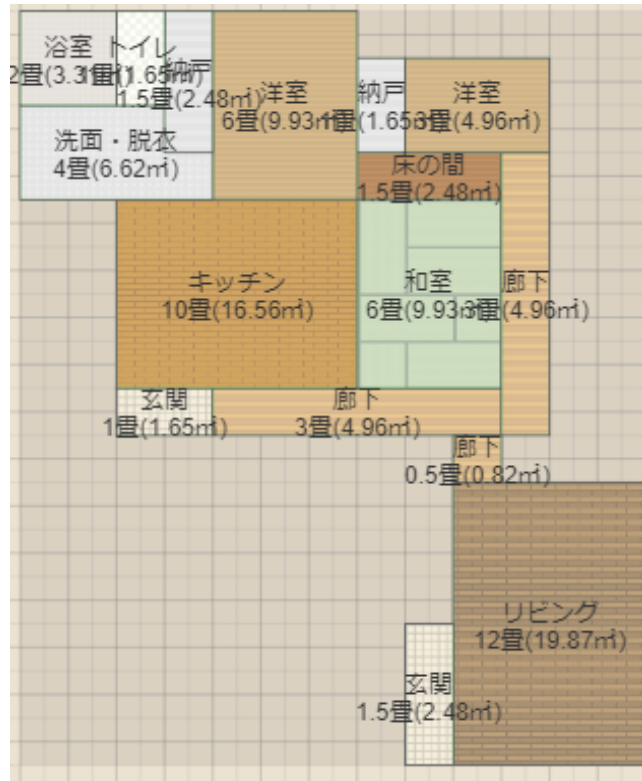 浴室
2畳(3.31㎡)
トイレ
1畳(1.65㎡)
納戸
1.5畳(2.48㎡)
洋室
6畳(9.93㎡)
納戸
1畳(1.65㎡)
洋室
3畳(4.96㎡)
洗面・脱衣
4畳(6.62㎡)
床の間
1.5畳(2.48㎡)
キッチン
10畳(16.56㎡)
和室
6畳(9.93㎡)
廊下
3畳(4.96㎡)
玄関
1畳(1.65㎡)
廊下
3畳(4.96㎡)
廊下
0.5畳(0.82㎡)
リビング
12畳(19.87㎡)
玄関
1.5畳(2.48㎡)